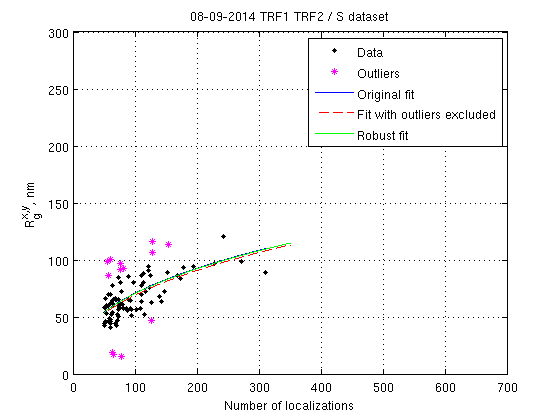 08-09-2014 TRF1 TRF2 / S dataset
300
250
200
150
100
50
0
R_g^{x,y}, nm
Data
Outliers
Original fit
Fit with outliers excluded
Robust fit
0 100 200 300 400 500 600 700
Number of localizations